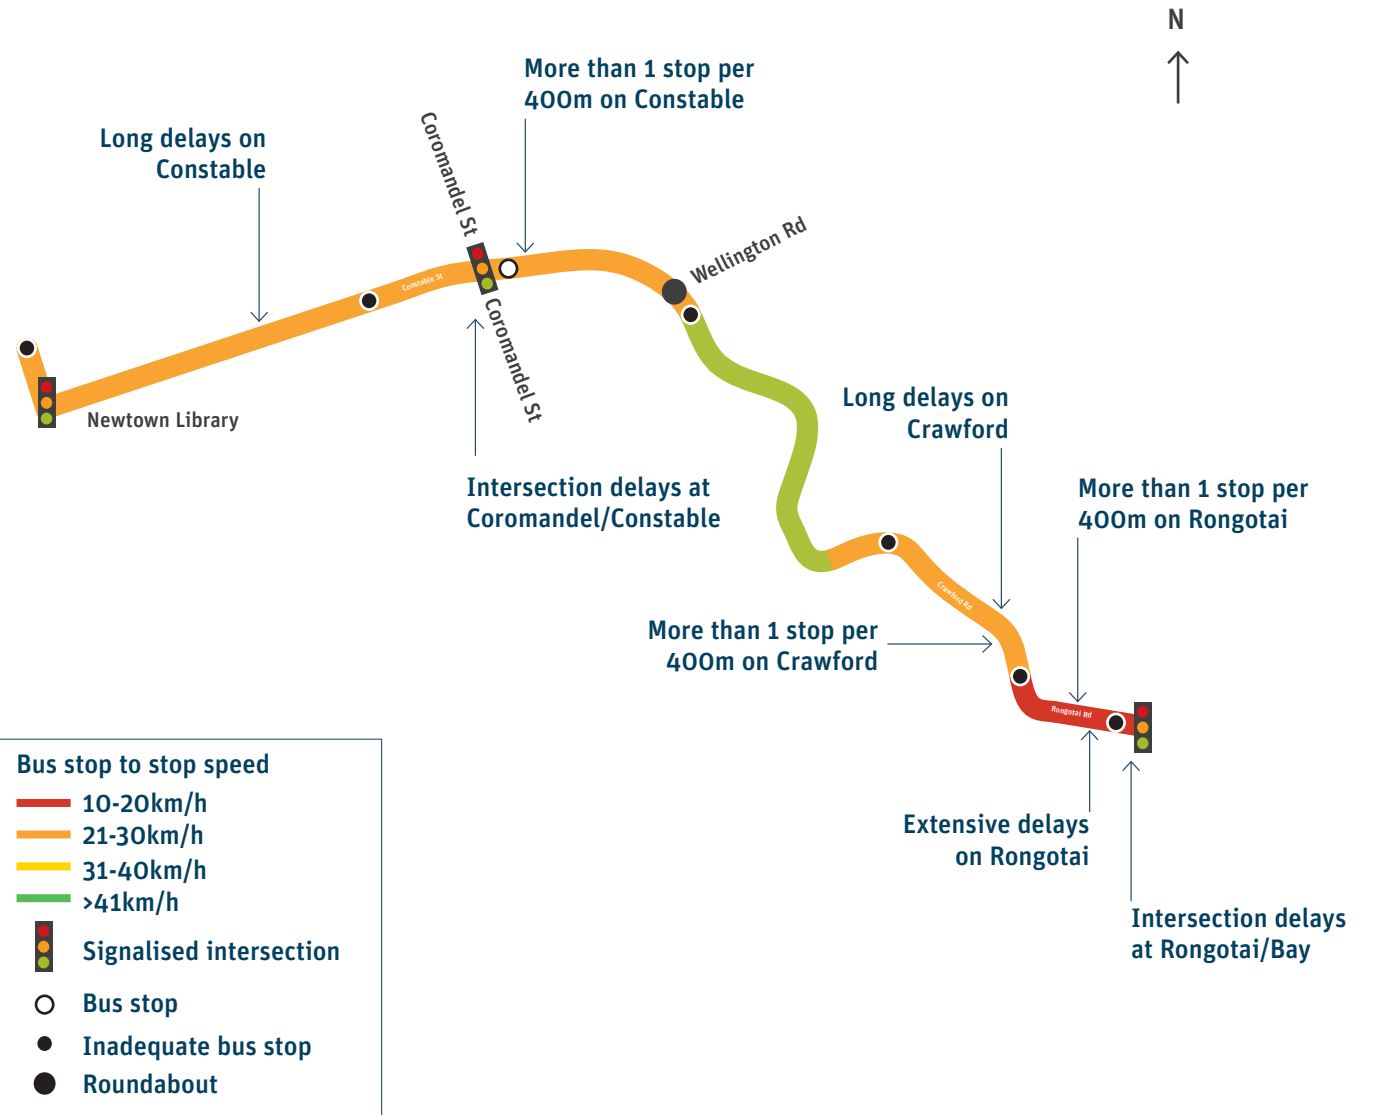 N
More than 1 stop per
400m on Constable
Long delays on
Constable
Coromandel St
Wellington Rd
Constable St
Coromandel St
Newtown Library
Long delays on
Crawford
Intersection delays at
Coromandel/Constable
More than 1 stop per
400m on Rongotai
Crawford Rd
More than 1 stop per
400m on Crawford
Rongotai Rd
Extensive delays
on Rongotai
Intersection delays
at Rongotai/Bay
Bus stop to stop speed
10-20km/h
21-30km/h
31-40km/h
>41km/h
Signalised intersection
Bus stop
Inadequate bus stop
Roundabout